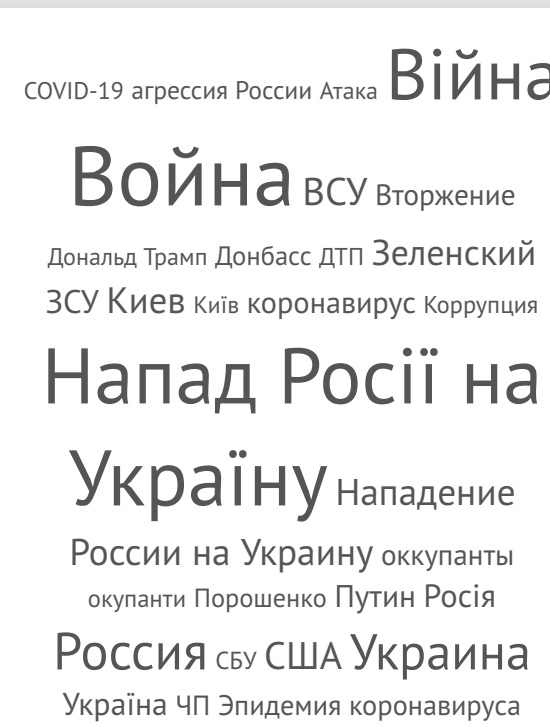 COVID-19 агрессия России Атака Війна
Война ВСУ Вторжение
Дональд Трамп Донбасс ДТП Зеленский
ЗСУ Киев Київ коронавирус Коррупция
Напад Росії на
Україну Нападение
России на Украину оккупанты
окупанти Порошенко Путин Росія
Россия СБУ США Украина
Україна ЧП Эпидемия коронавируса